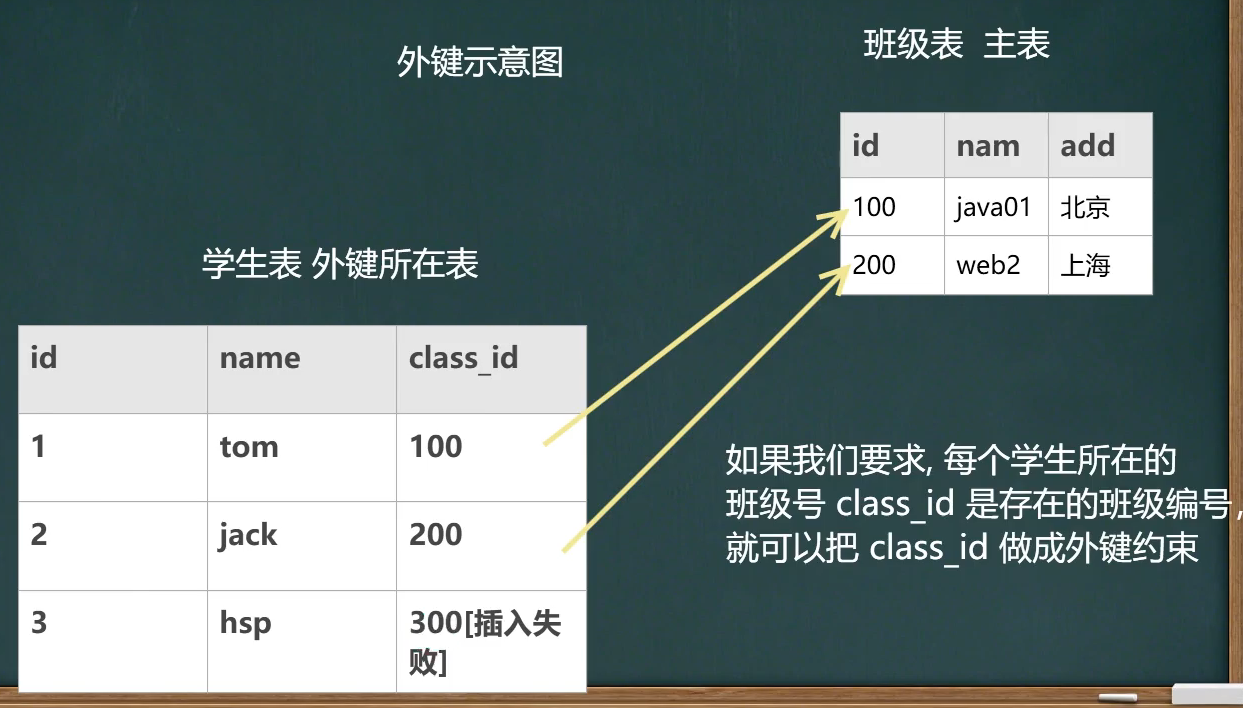 外键示意图
班级表 主表
id nam add
100 java01 北京
200 web2 上海
学生表 外键所在表
id name class_id
1 tom 100
2 jack 200
3 hsp 300[插入失
败]
如果我们要求, 每个学生所在的
班级号 class_id 是存在的班级编号,
就可以把 class_id 做成外键约束